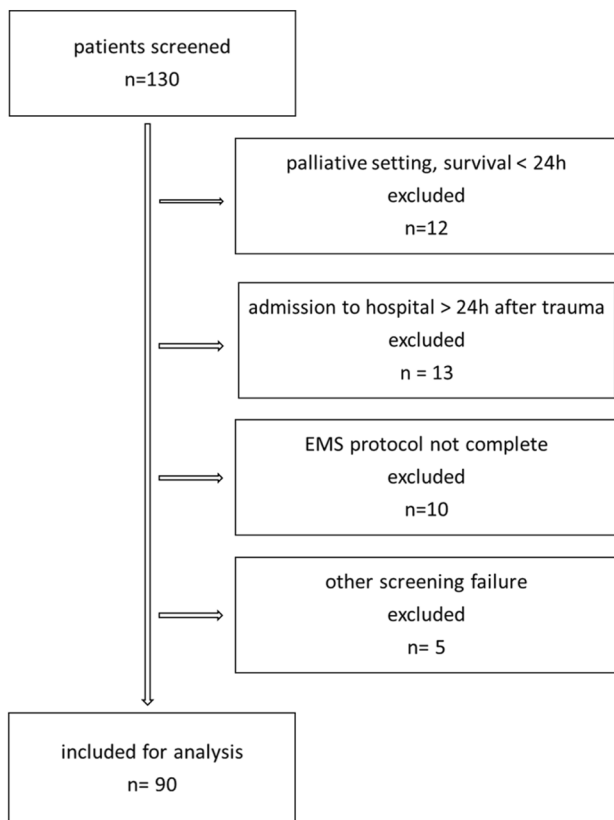 patients screened
n=130
palliative setting, survival < 24h
excluded
n=12
admission to hospital > 24h after trauma
excluded
n = 13
EMS protocol not complete
excluded
n=10
other screening failure
excluded
n= 5
included for analysis
n= 90